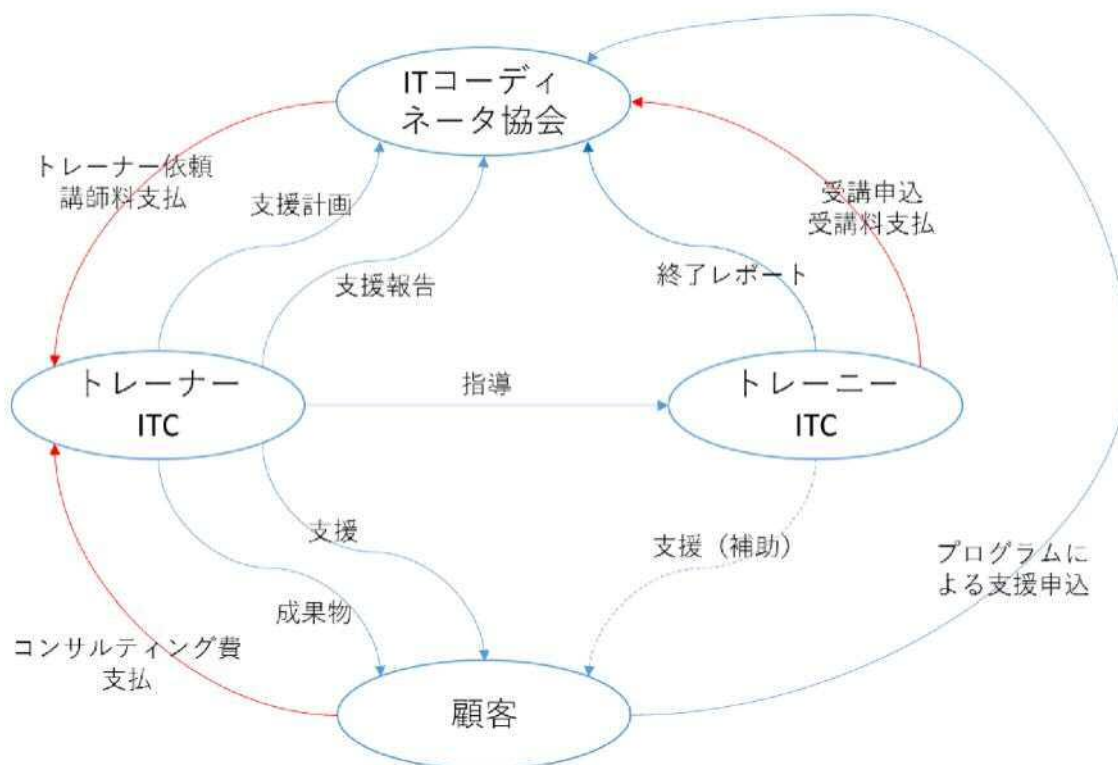 ITコーディ
ネータ協会
トレーナー依頼
講師料支払
支援計画
受講申込
受講料支払
支援報告
終了レポート
トレーナー
ITC
指導
トレーニー
ITC
支援
支援（補助）
プログラムに
よる支援申込
成果物
コンサルティング費
支払
顧客